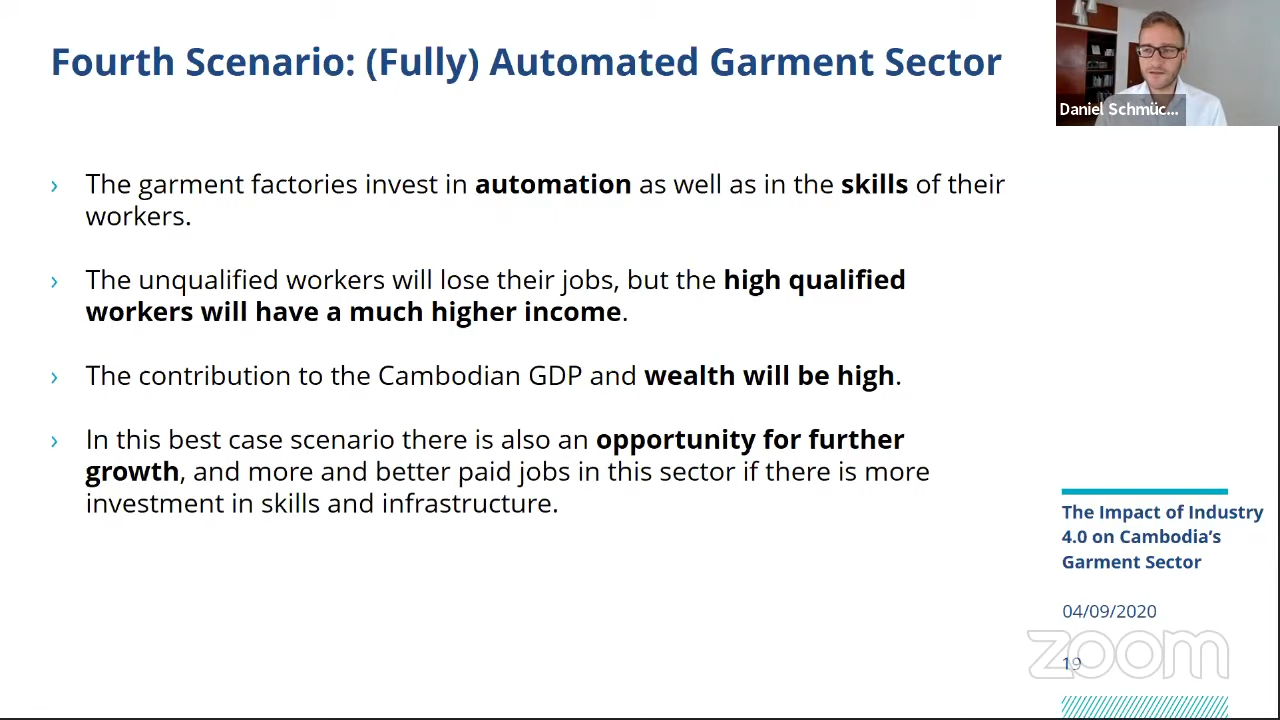 Fourth Scenario: (Fully) Automated Garment Sector
Daniel Schmüc...
› The garment factories invest in automation as well as in the skills of their
workers.
› The unqualified workers will lose their jobs, but the high qualified
workers will have a much higher income.
› The contribution to the Cambodian GDP and wealth will be high.
› In this best case scenario there is also an opportunity for further
growth, and more and better paid jobs in this sector if there is more
investment in skills and infrastructure.
The Impact of Industry
4.0 on Cambodia’s
Garment Sector
04/09/2020
zoom
19